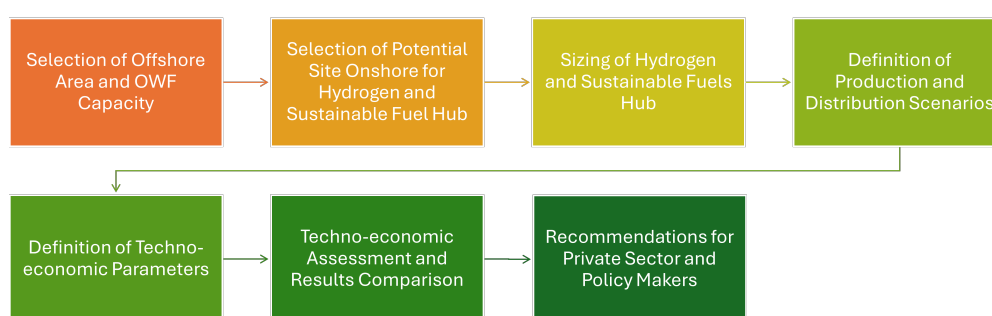 Selection of Offshore
Area and OWF
Capacity
Selection of Potential
Site Onshore for
Hydrogen and
Sustainable Fuel Hub
Sizing of Hydrogen
and Sustainable Fuels
Hub
Definition of
Production and
Distribution Scenarios
Definition of Techno-
economic Parameters
Techno-economic
Assessment and
Results Comparison
Recommendations for
Private Sector and
Policy Makers